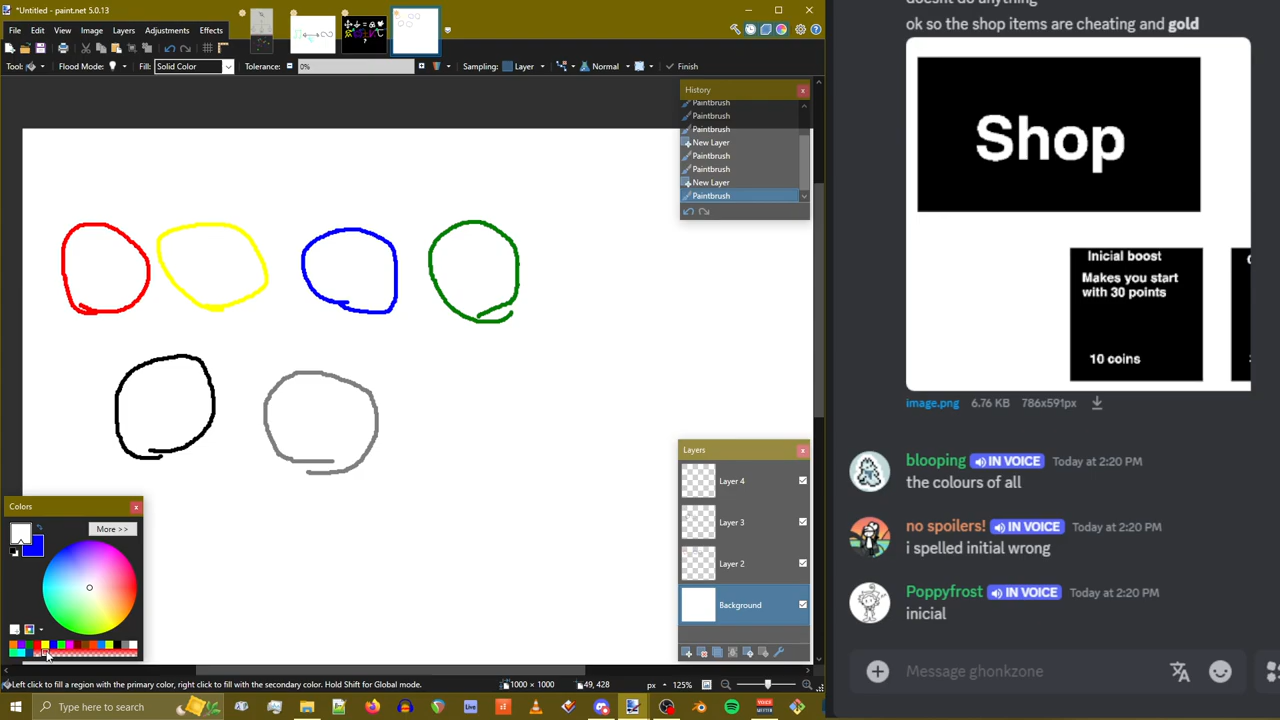 *Untitled - paint.net 5.0.13
File Edit View Image Layers Adjustments Effects
Tool: Flood Mode: Fill: Solid Color Tolerance: 0% Sampling: Layer Normal Finish
History
Paintbrush
Paintbrush
Paintbrush
New Layer
Paintbrush
Paintbrush
New Layer
Paintbrush
Layers
Layer 4
Layer 3
Layer 2
Background
Colors
More >>
Left click to fill a region with the primary color, right click to fill with the secondary color. Hold Shift for Global mode.
1000 × 1000
49, 428
px
125%
Type here to search
Live
doesnt do anything
ok so the shop items are cheating and gold
Shop
Inicial boost
Makes you start
with 30 points
10 coins
image.png 6.76 KB 786x591px
blooping IN VOICE Today at 2:20 PM
the colours of all
no spoilers! IN VOICE Today at 2:20 PM
i spelled initial wrong
Poppyfrost IN VOICE Today at 2:20 PM
inicial
Message ghonkzone